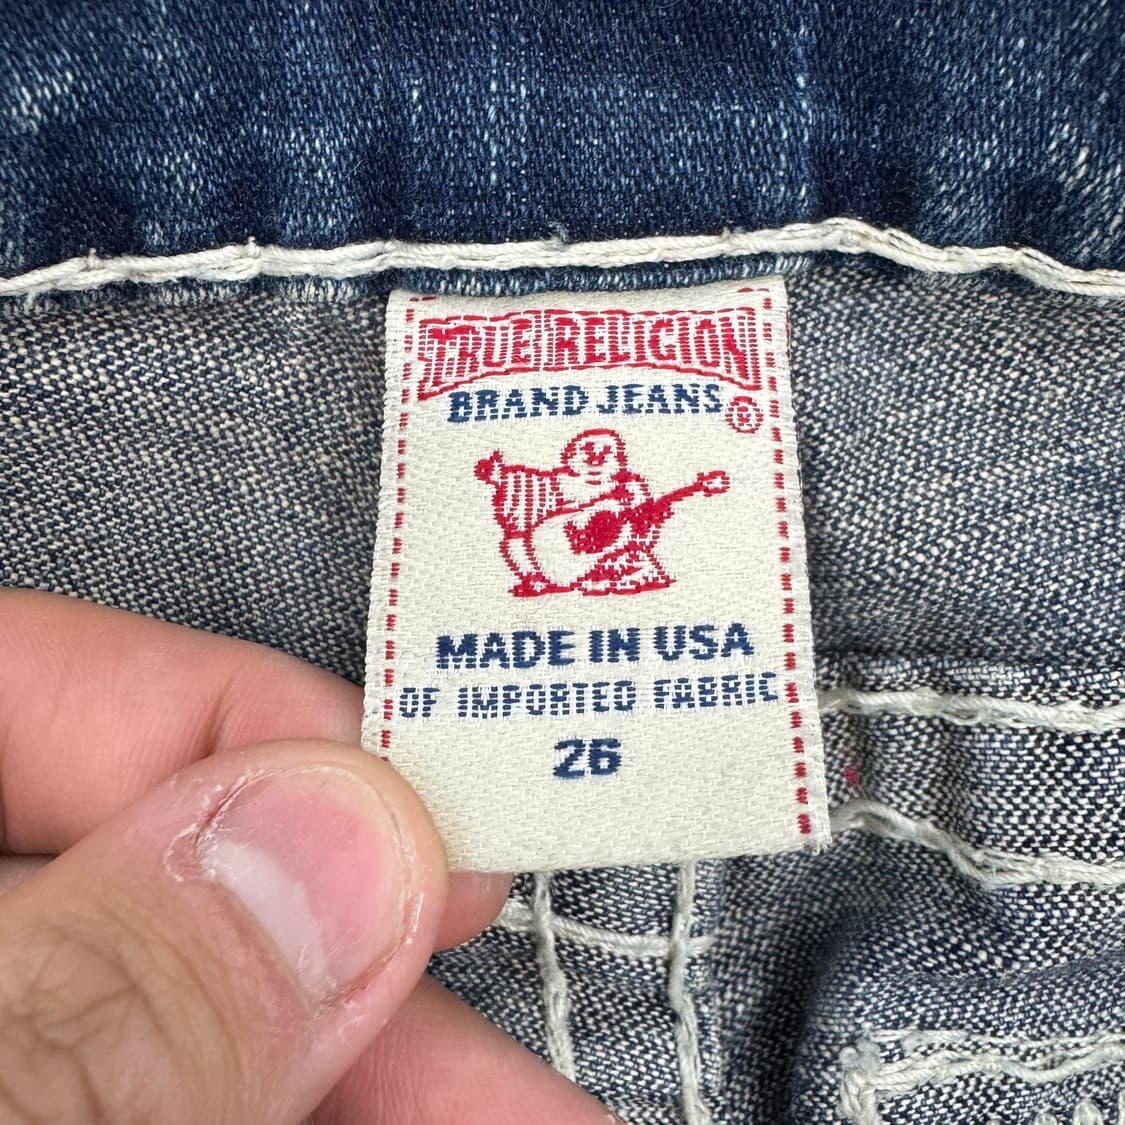 TRUE RELIGION
BRAND JEANS ®
MADE IN USA
OF IMPORTED FABRIC
26